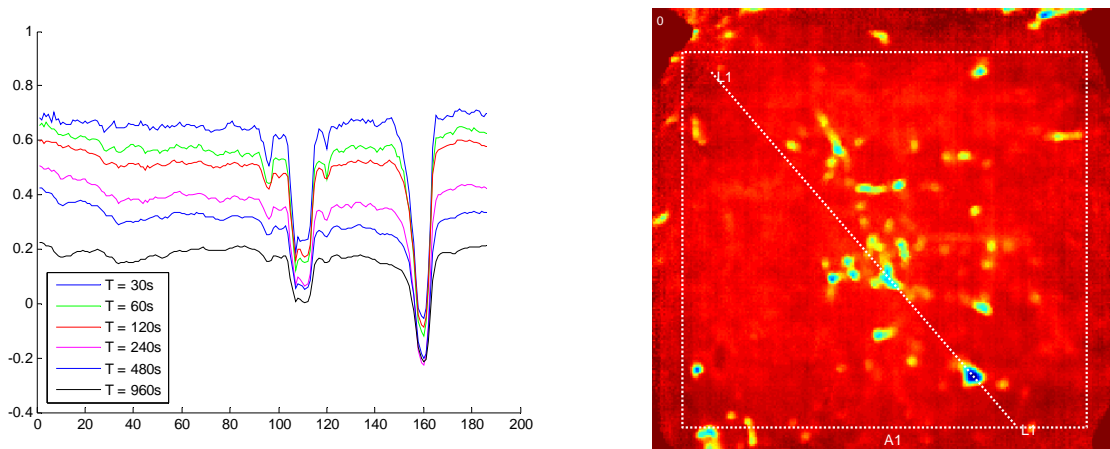 1
0.8
0.6
0.4
0.2
0
-0.2
-0.4
0 20 40 60 80 100 120 140 160 180 200
T = 30s
T = 60s
T = 120s
T = 240s
T = 480s
T = 960s
0
L1
L1
A1